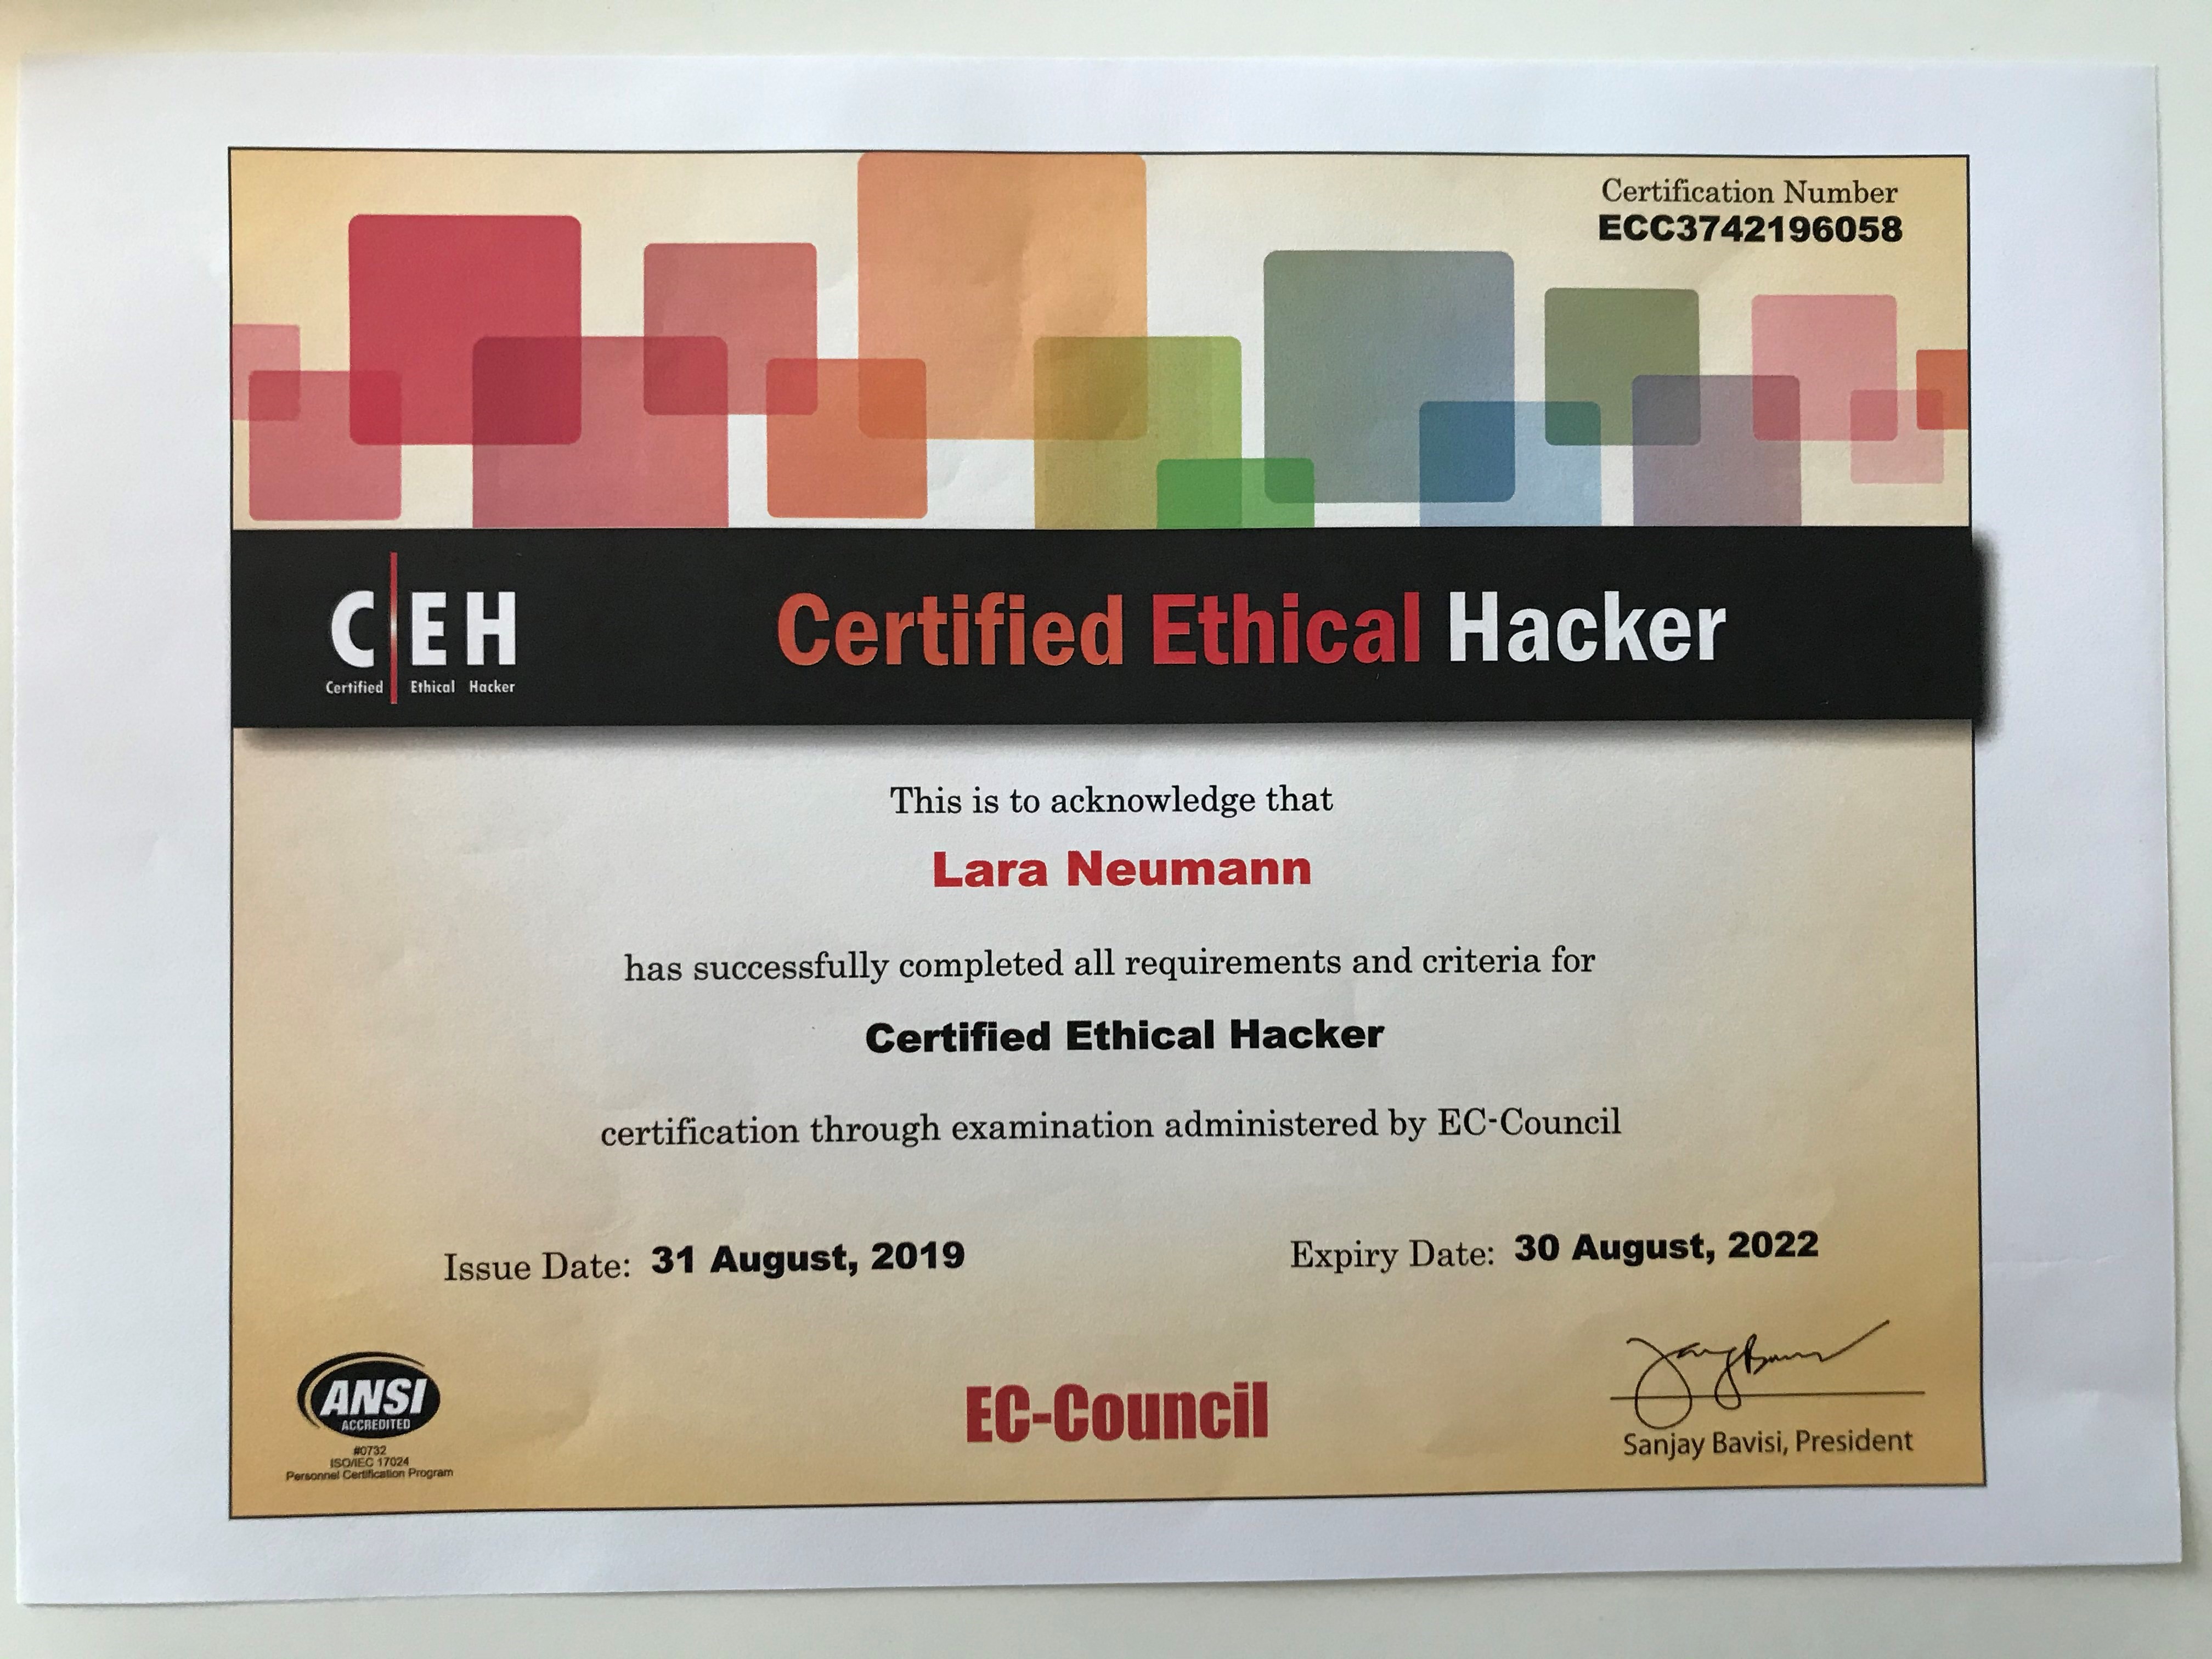 Certification Number
ECC3742196058
C EH
Certified Ethical Hacker
Certified Ethical Hacker
This is to acknowledge that
Lara Neumann
has successfully completed all requirements and criteria for
Certified Ethical Hacker
certification through examination administered by EC-Council
Issue Date: 31 August, 2019
Expiry Date: 30 August, 2022
ANSI
ACCREDITED
#0732
ISO/IEC 17024
Personnel Certification Program
EC-Council
Sanjay Bavisi, President